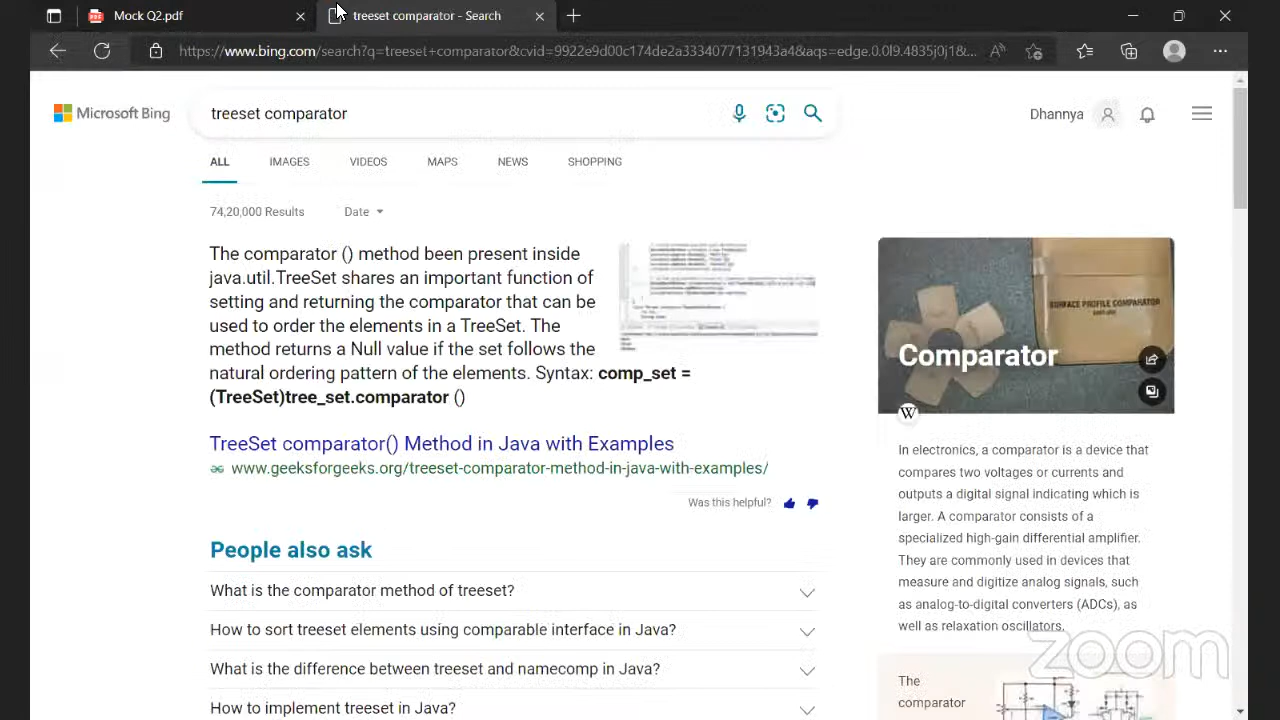 Mock Q2.pdf
treeset comparator - Search
https://www.bing.com/search?q=treeset+comparator&cvid=9922e9d00c174de2a3334077131943a4&aqs=edge.0.0l9.4835j0j1&...
Microsoft Bing
treeset comparator
Dhannya
ALL
IMAGES
VIDEOS
MAPS
NEWS
SHOPPING
74,20,000 Results
Date
The comparator () method been present inside
java.util.TreeSet shares an important function of
setting and returning the comparator that can be
used to order the elements in a TreeSet. The
method returns a Null value if the set follows the
natural ordering pattern of the elements. Syntax: comp_set =
(TreeSet)tree_set.comparator ()
TreeSet comparator() Method in Java with Examples
www.geeksforgeeks.org/treeset-comparator-method-in-java-with-examples/
Was this helpful?
People also ask
What is the comparator method of treeset?
How to sort treeset elements using comparable interface in Java?
What is the difference between treeset and namecomp in Java?
How to implement treeset in Java?
SURFACE PROFILE COMPARATOR
Comparator
W
In electronics, a comparator is a device that
compares two voltages or currents and
outputs a digital signal indicating which is
larger. A comparator consists of a
specialized high-gain differential amplifier.
They are commonly used in devices that
measure and digitize analog signals, such
as analog-to-digital converters (ADCs), as
well as relaxation oscillators.
The
comparator
zoom